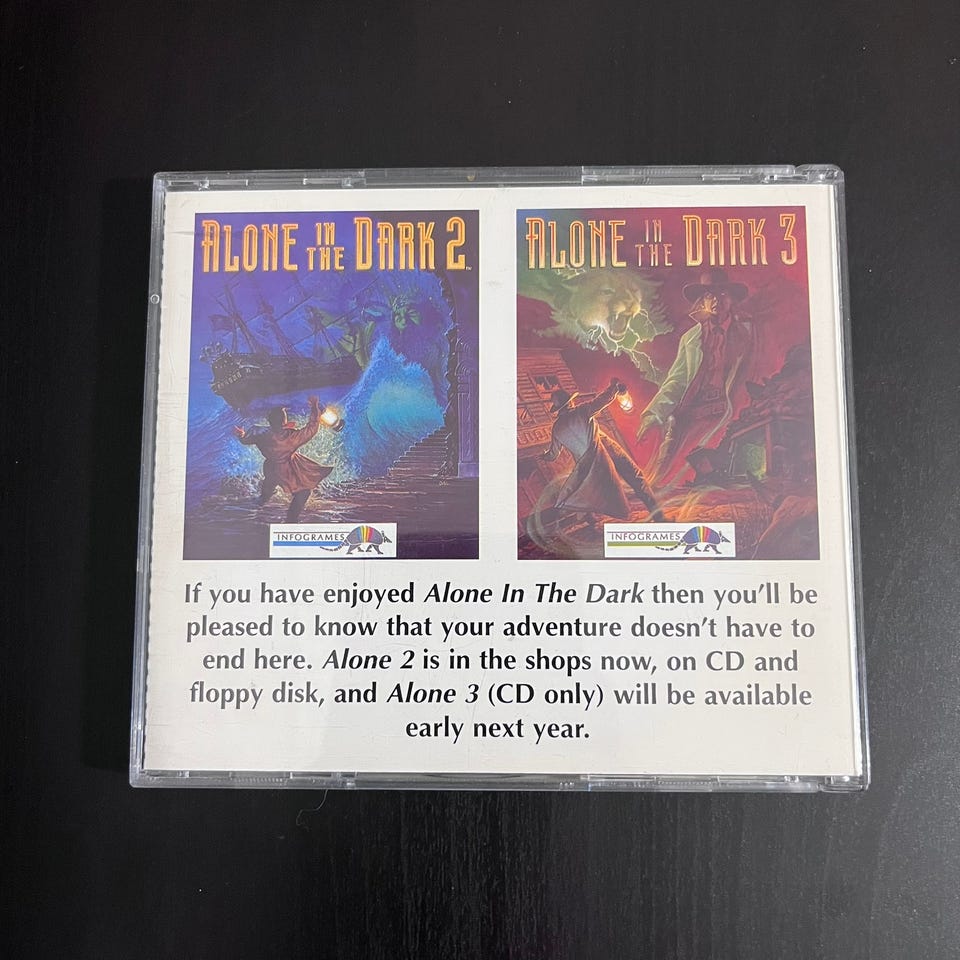 ALONE IN THE DARK 2™
ALONE IN THE DARK 3
INFOGRAMES
INFOGRAMES
If you have enjoyed Alone In The Dark then you'll be
pleased to know that your adventure doesn't have to
end here. Alone 2 is in the shops now, on CD and
floppy disk, and Alone 3 (CD only) will be available
early next year.